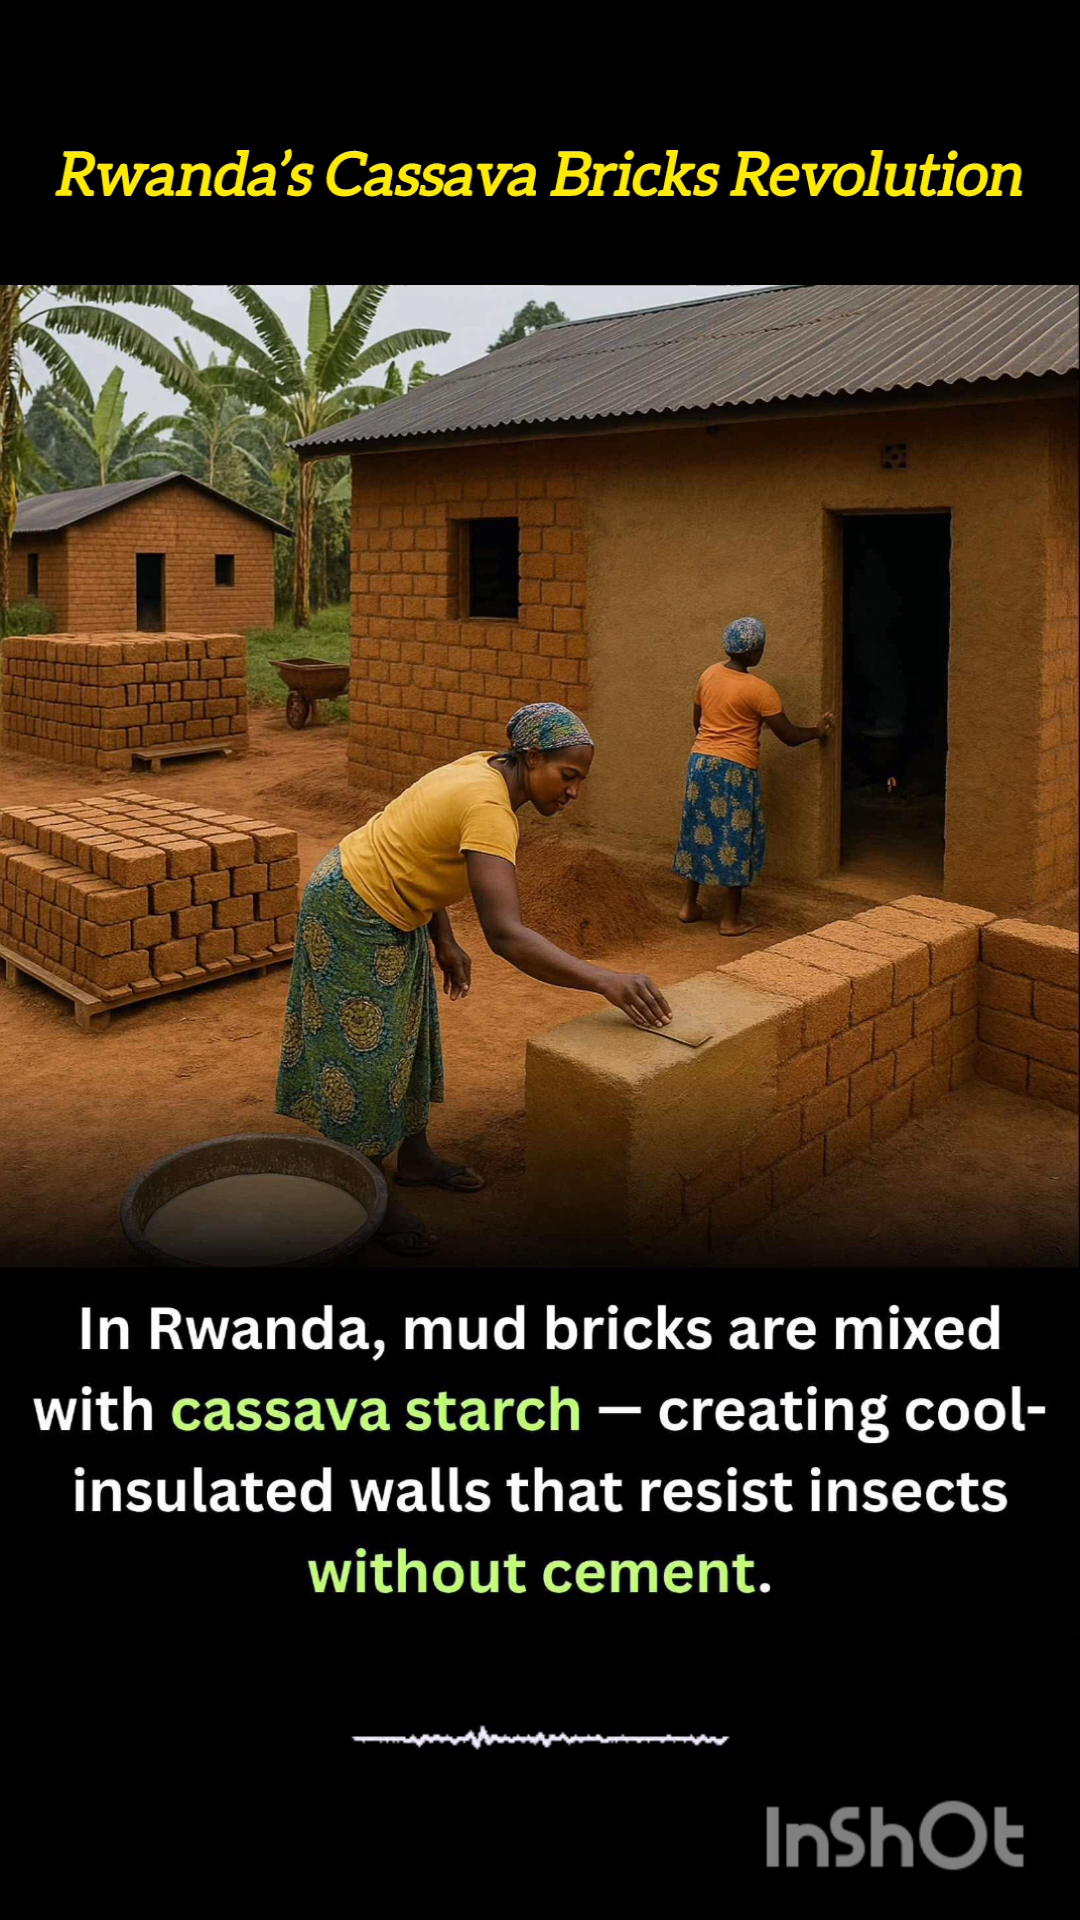 Rwanda’s Cassava Bricks Revolution
In Rwanda, mud bricks are mixed
with cassava starch — creating cool-
insulated walls that resist insects
without cement.
InShOt